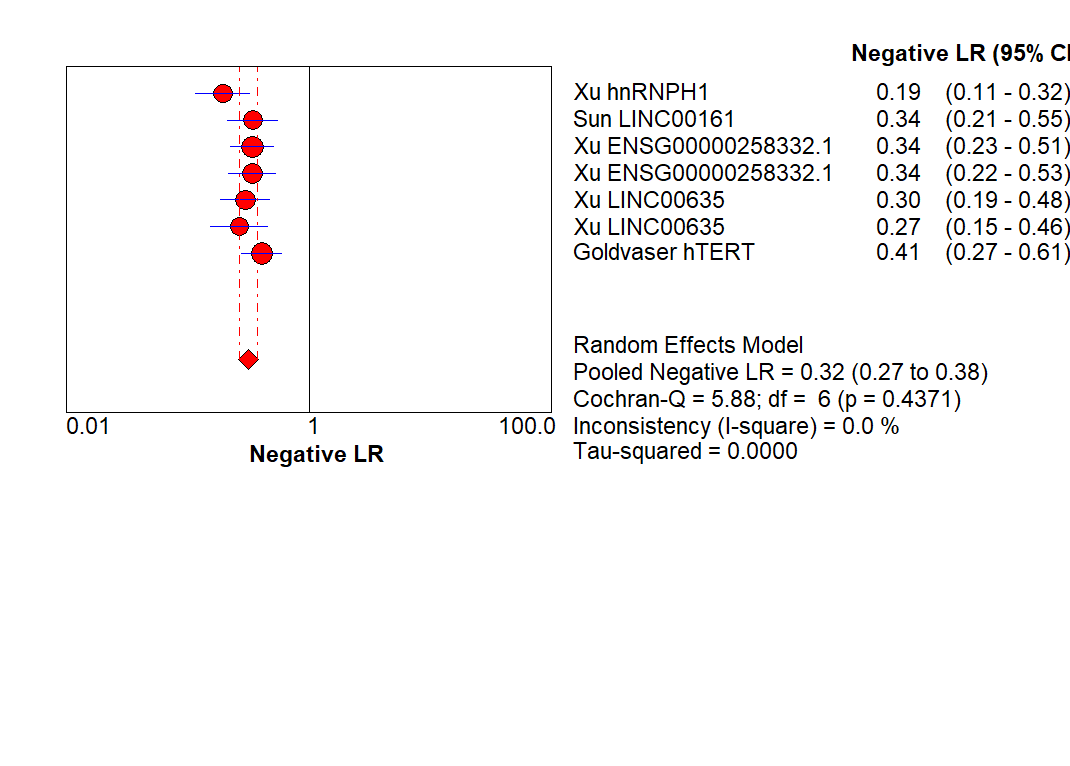 Negative LR (95% CI
Xu hnRNPH1 0.19 (0.11 - 0.32)
Sun LINC00161 0.34 (0.21 - 0.55)
Xu ENSG00000258332.1 0.34 (0.23 - 0.51)
Xu ENSG00000258332.1 0.34 (0.22 - 0.53)
Xu LINC00635 0.30 (0.19 - 0.48)
Xu LINC00635 0.27 (0.15 - 0.46)
Goldvaser hTERT 0.41 (0.27 - 0.61)
Random Effects Model
Pooled Negative LR = 0.32 (0.27 to 0.38)
Cochran-Q = 5.88; df = 6 (p = 0.4371)
Inconsistency (I-square) = 0.0 %
Tau-squared = 0.0000
0.01 1 100.0
Negative LR